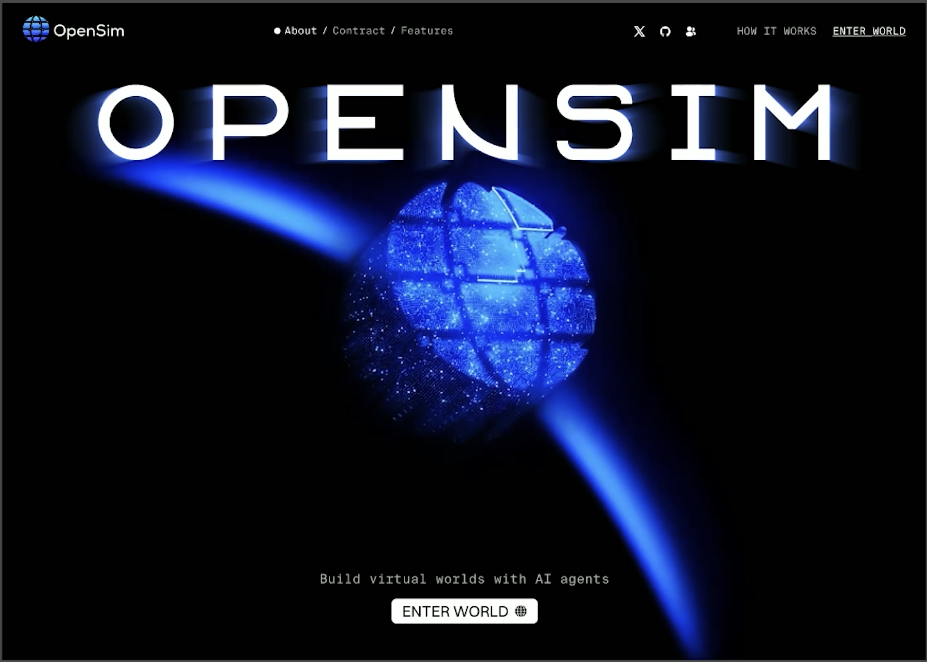 OpenSim
About / Contract / Features
HOW IT WORKS
ENTER WORLD
OPENSIM
Build virtual worlds with AI agents
ENTER WORLD